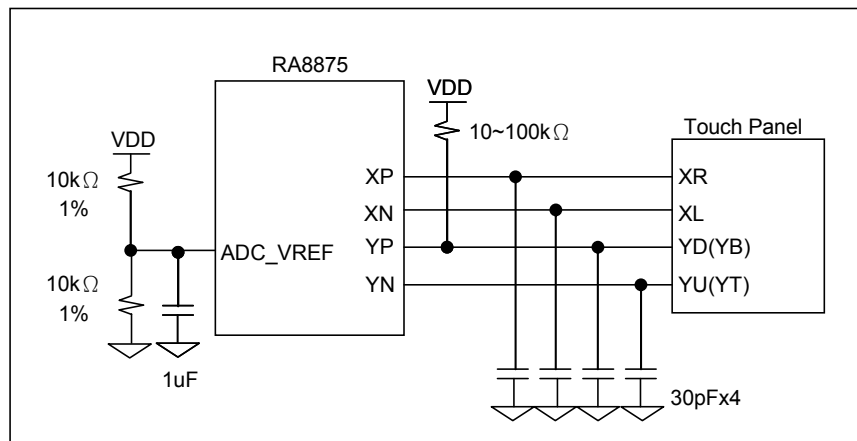 RA8875
VDD
10~100kΩ
Touch Panel
VDD
10kΩ
1%
XP
XR
XN
XL
ADC_VREF
YP
YD(YB)
10kΩ
1%
YN
YU(YT)
1uF
30pFx4